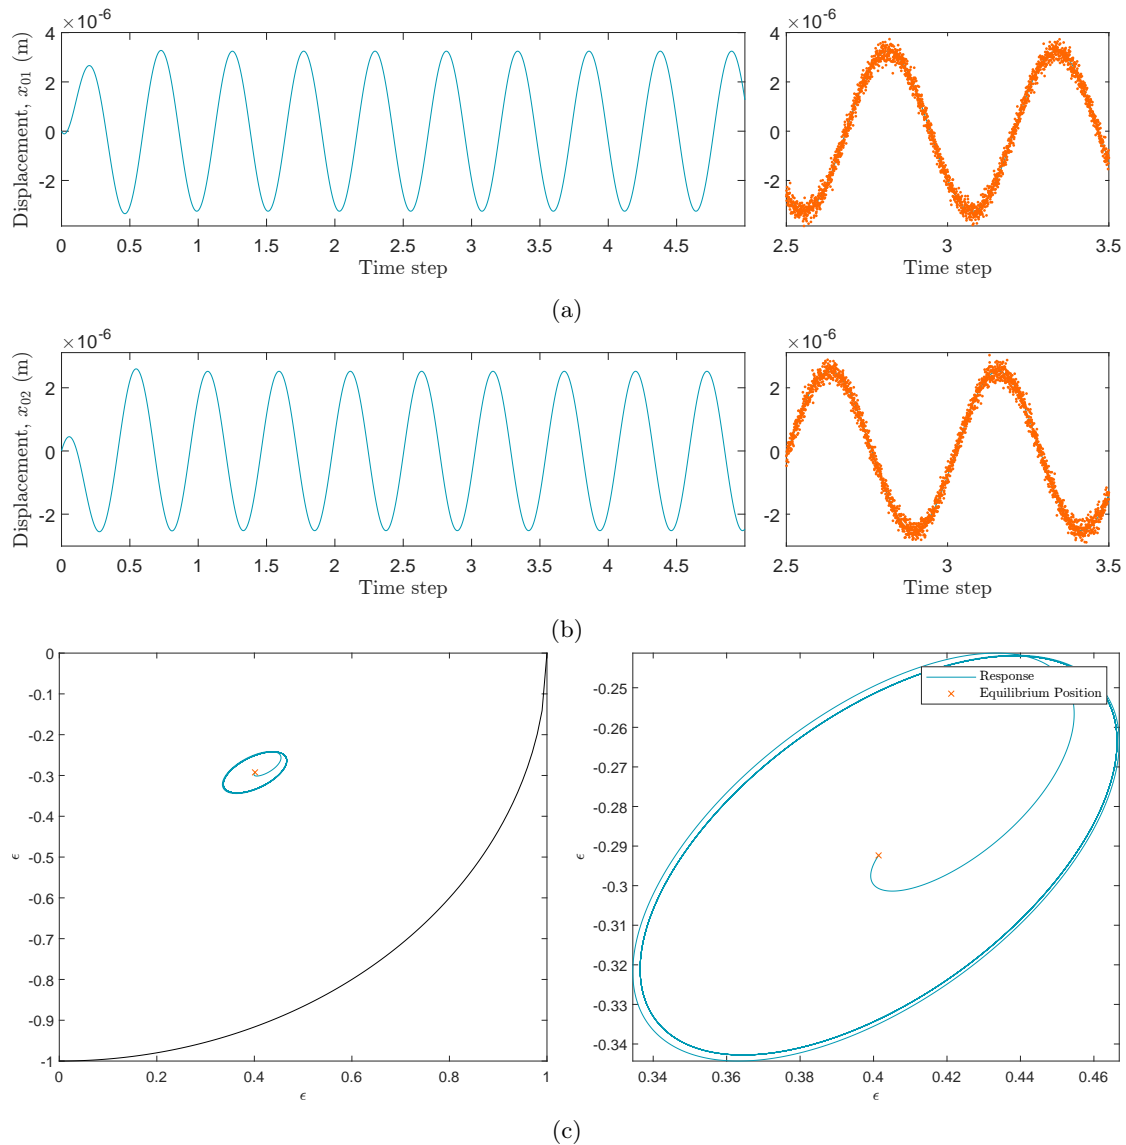 ×10-6
Displacement, x01 (m)
4
2
0
-2
0 0.5 1 1.5 2 2.5 3 3.5 4 4.5
Time step
×10-6
4
2
0
-2
2.5 3 3.5
Time step
(a)
×10-6
Displacement, x02 (m)
2
0
-2
0 0.5 1 1.5 2 2.5 3 3.5 4 4.5
Time step
×10-6
2
0
-2
2.5 3 3.5
Time step
(b)
0
-0.1
-0.2
-0.3
-0.4
-0.5
-0.6
-0.7
-0.8
-0.9
-1
ϵ
0 0.2 0.4 0.6 0.8 1
ϵ
Response
Equilibrium Position
-0.25
-0.26
-0.27
-0.28
-0.29
-0.3
-0.31
-0.32
-0.33
-0.34
ϵ
0.34 0.36 0.38 0.4 0.42 0.44 0.46
ϵ
(c)